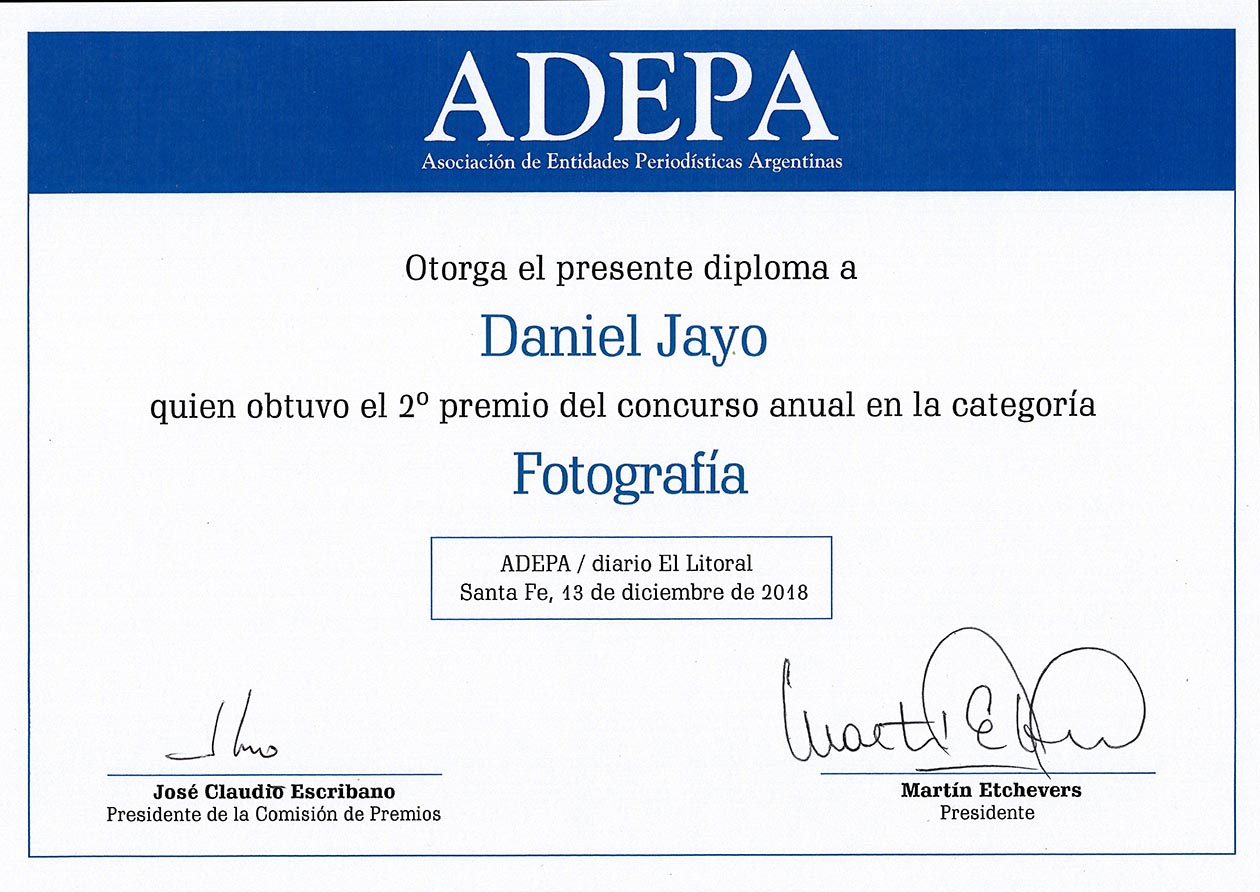 ADEPA
Asociación de Entidades Periodísticas Argentinas
Otorga el presente diploma a
Daniel Jayo
quien obtuvo el 2º premio del concurso anual en la categoría
Fotografía
ADEPA / diario El Litoral
Santa Fe, 13 de diciembre de 2018
José Claudio Escribano
Presidente de la Comisión de Premios
Martín Etchevers
Presidente